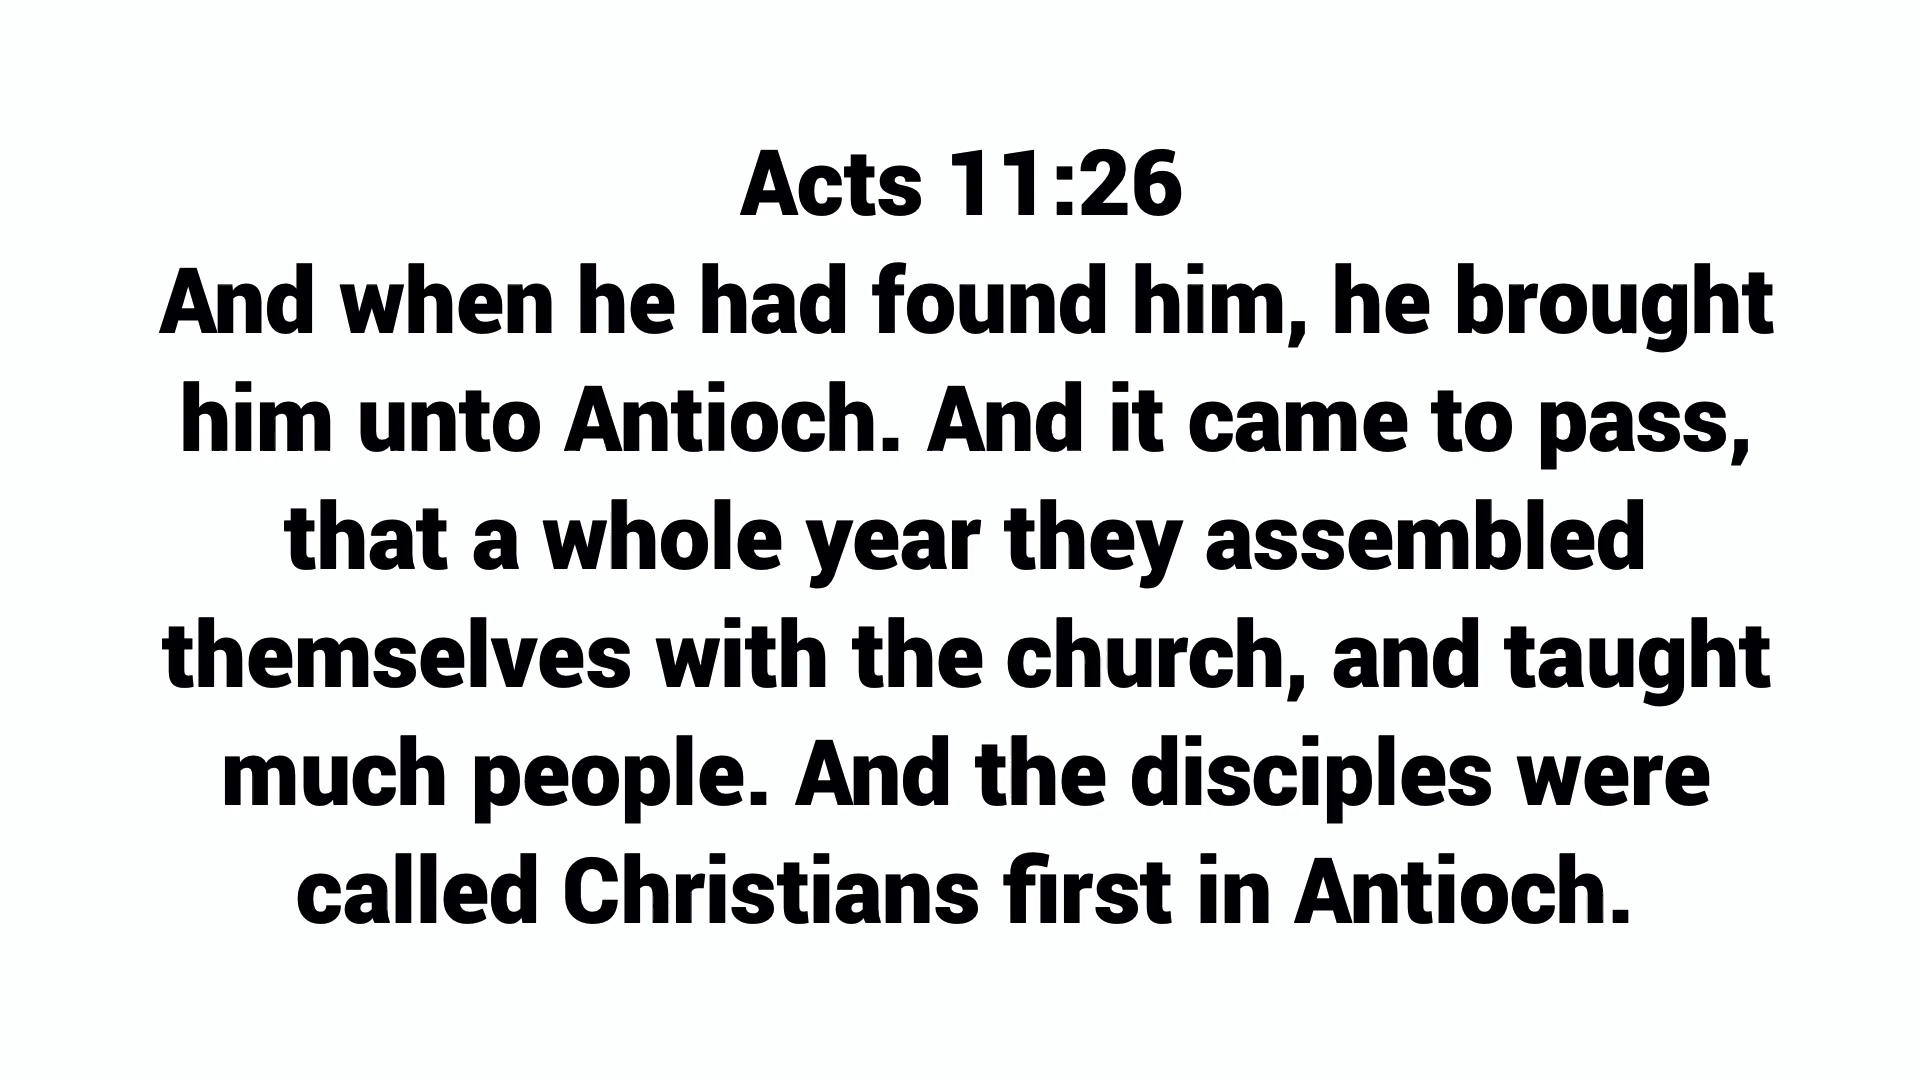 Acts 11:26
And when he had found him, he brought
him unto Antioch. And it came to pass,
that a whole year they assembled
themselves with the church, and taught
much people. And the disciples were
called Christians first in Antioch.